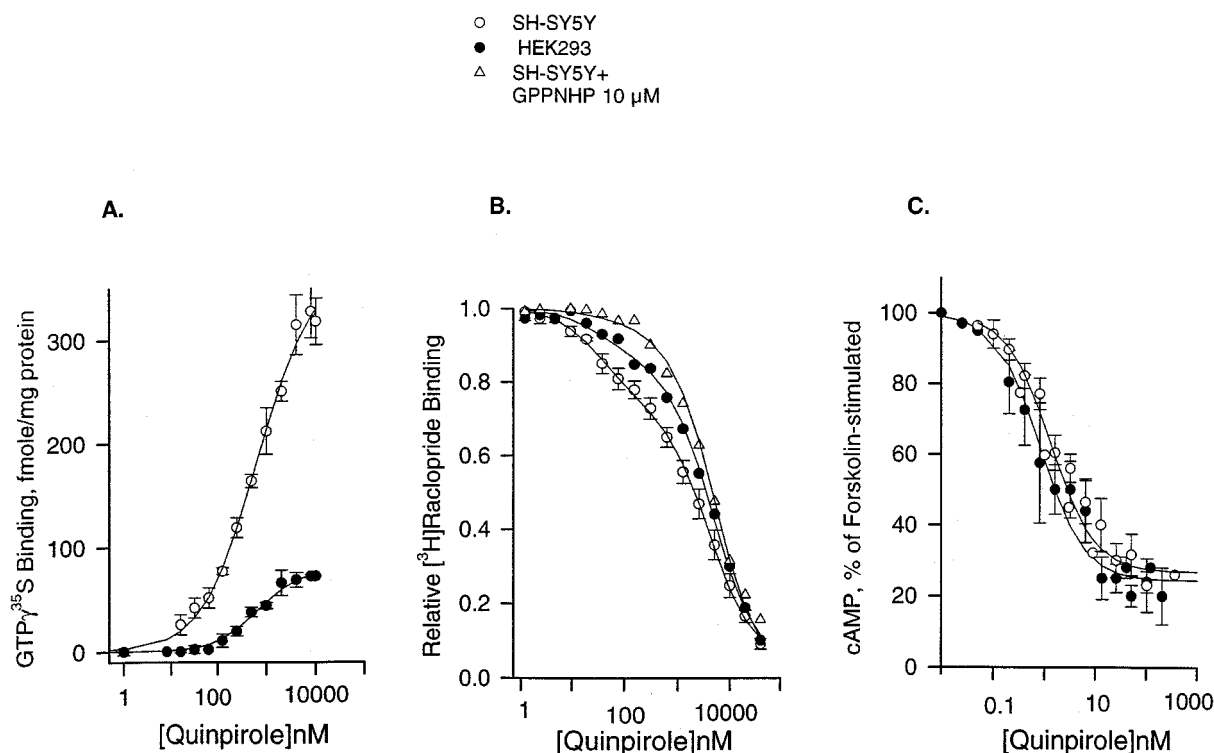 SH-SY5Y
HEK293
SH-SY5Y+
GPPNHP 10 µM
A.
GTPγ³⁵S Binding, fmole/mg protein
300
200
100
0
1
100
10000
[Quinpirole]nM
B.
Relative [³H]Raclopride Binding
1.0
0.8
0.6
0.4
0.2
0.0
1
100
10000
[Quinpirole]nM
C.
cAMP, % of Forskolin-stimulated
100
80
60
40
20
0
0.1
10
1000
[Quinpirole]nM